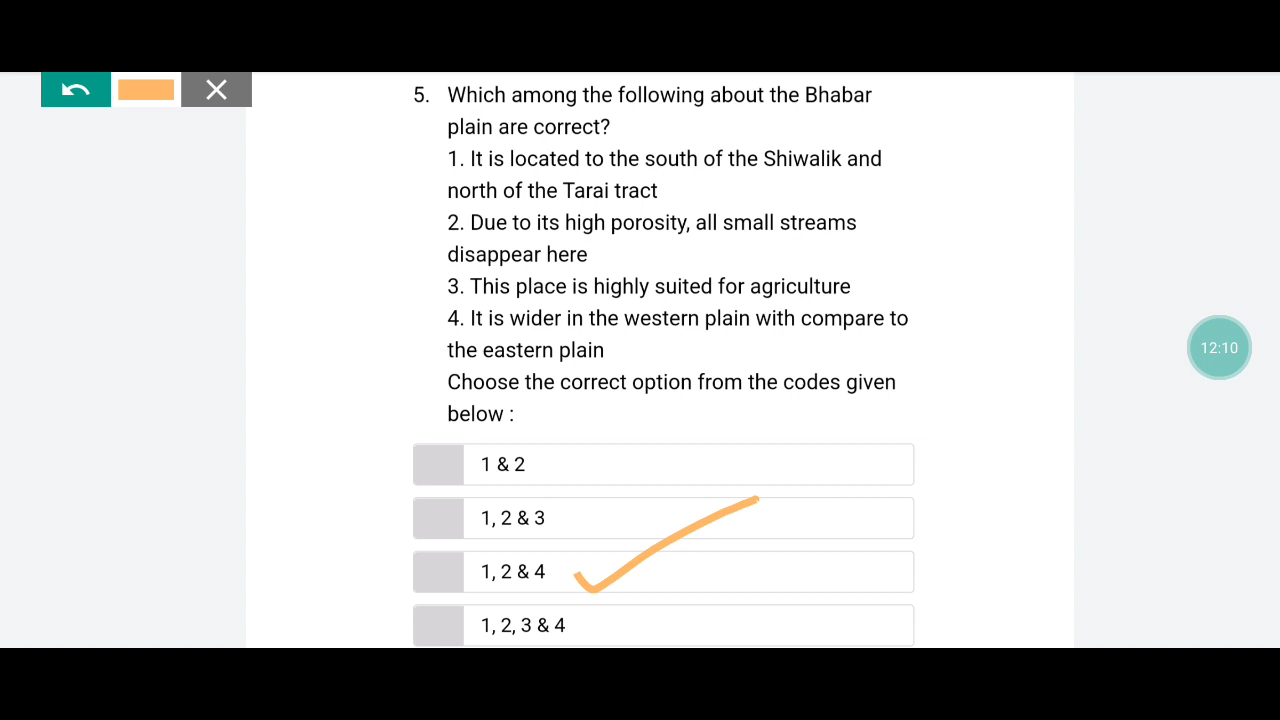 5. Which among the following about the Bhabar
plain are correct?
1. It is located to the south of the Shiwalik and
north of the Tarai tract
2. Due to its high porosity, all small streams
disappear here
3. This place is highly suited for agriculture
4. It is wider in the western plain with compare to
the eastern plain
Choose the correct option from the codes given
below :
1 & 2
1, 2 & 3
1, 2 & 4
1, 2, 3 & 4
12:10